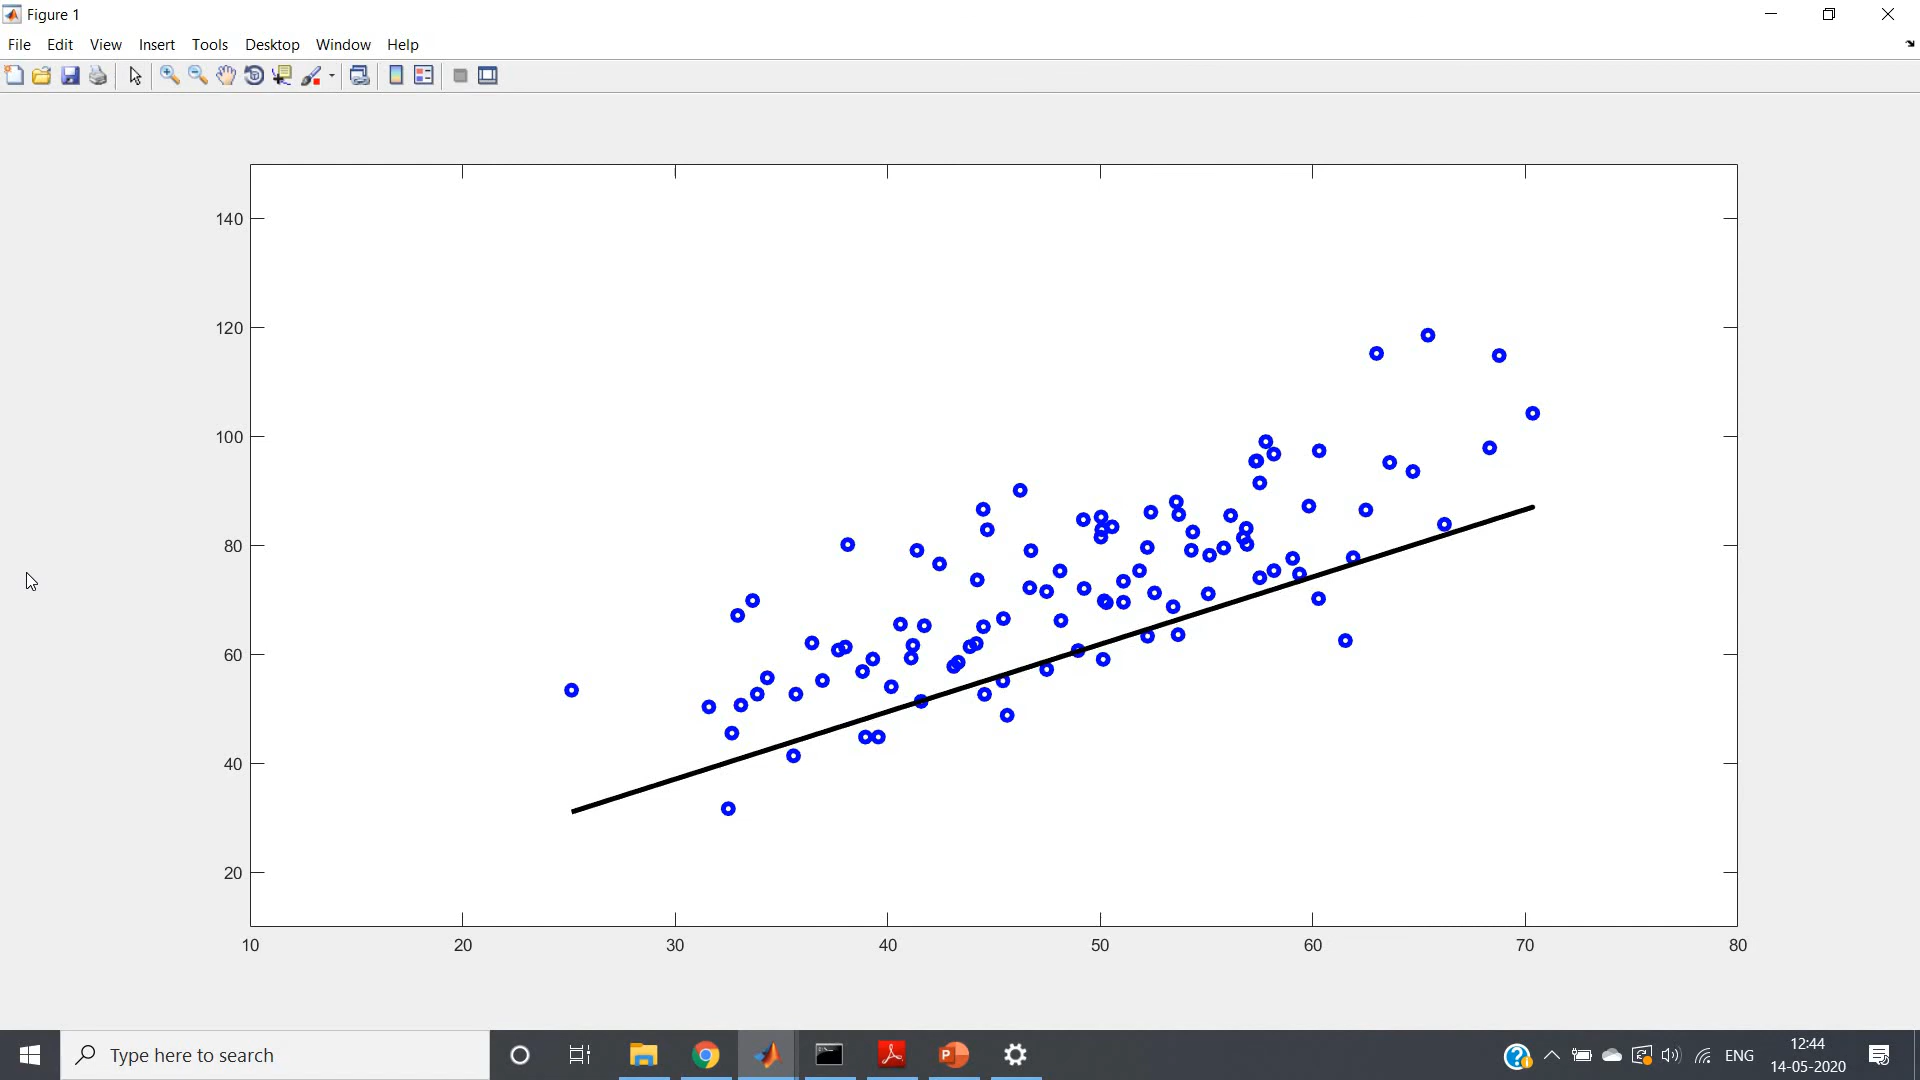 Figure 1
File Edit View Insert Tools Desktop Window Help
140
120
100
80
60
40
20
10 20 30 40 50 60 70 80
Type here to search
P
ENG
12:44
14-05-2020